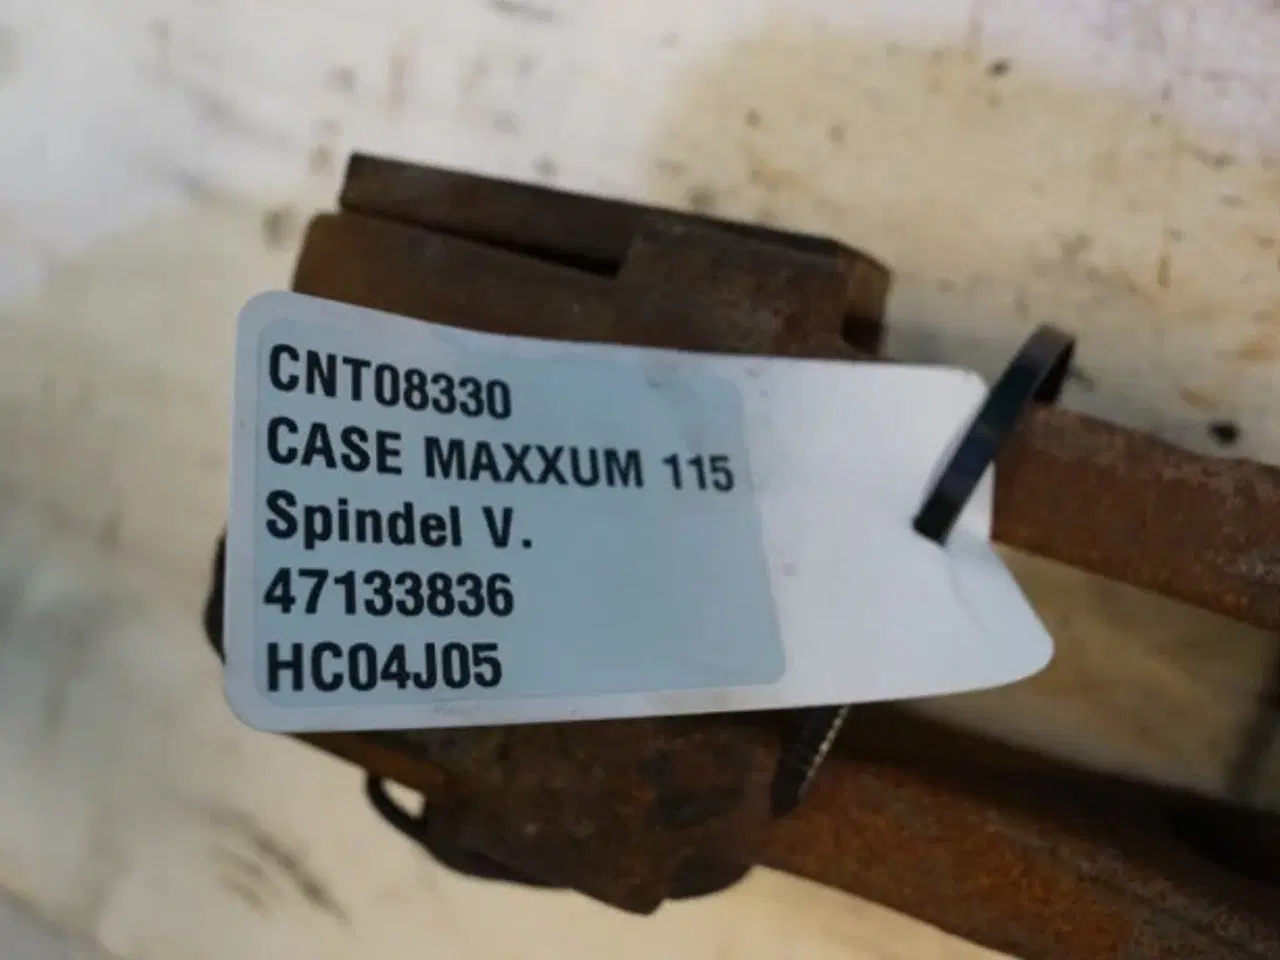 CNT08330
CASE MAXXUM 115
Spindel V.
47133836
HC04J05